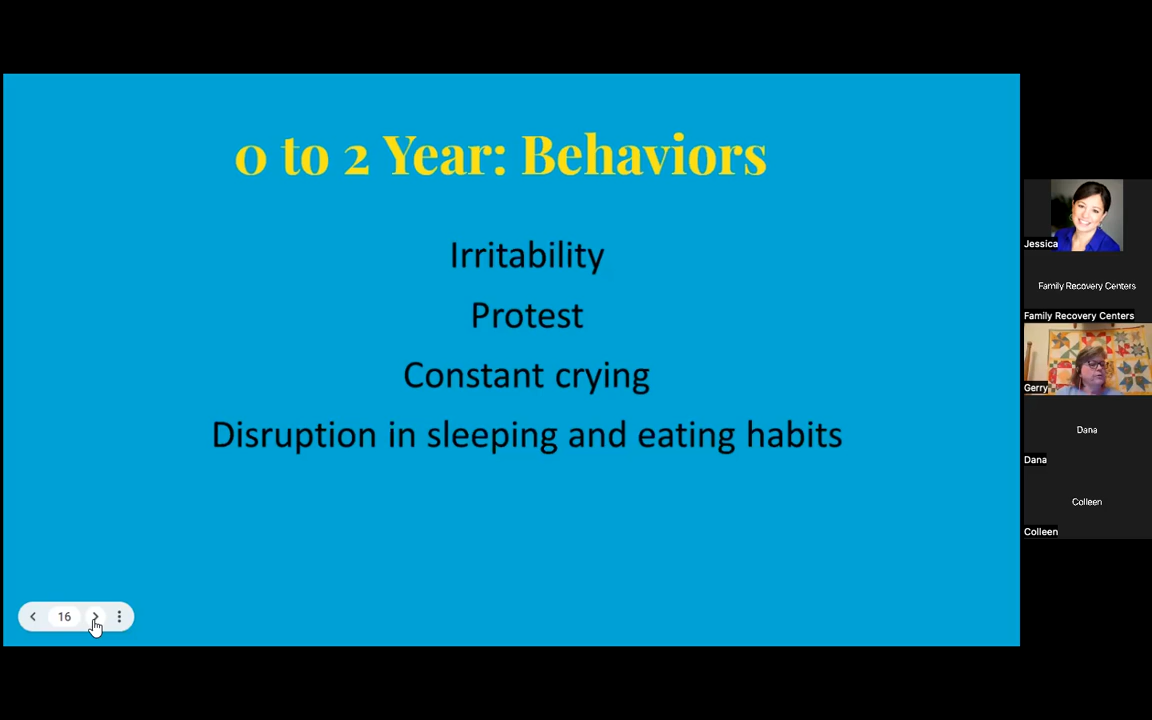 0 to 2 Year: Behaviors
Irritability
Protest
Constant crying
Disruption in sleeping and eating habits
16
Jessica
Family Recovery Centers
Family Recovery Centers
Gerry
Dana
Dana
Colleen
Colleen